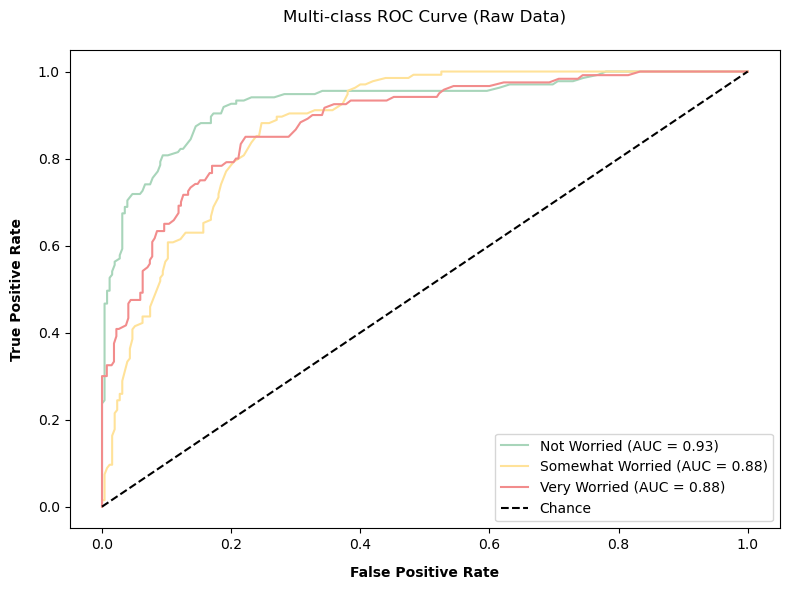 Multi-class ROC Curve (Raw Data)
True Positive Rate
1.0
0.8
0.6
0.4
0.2
0.0
Not Worried (AUC = 0.93)
Somewhat Worried (AUC = 0.88)
Very Worried (AUC = 0.88)
Chance
0.0 0.2 0.4 0.6 0.8 1.0
False Positive Rate